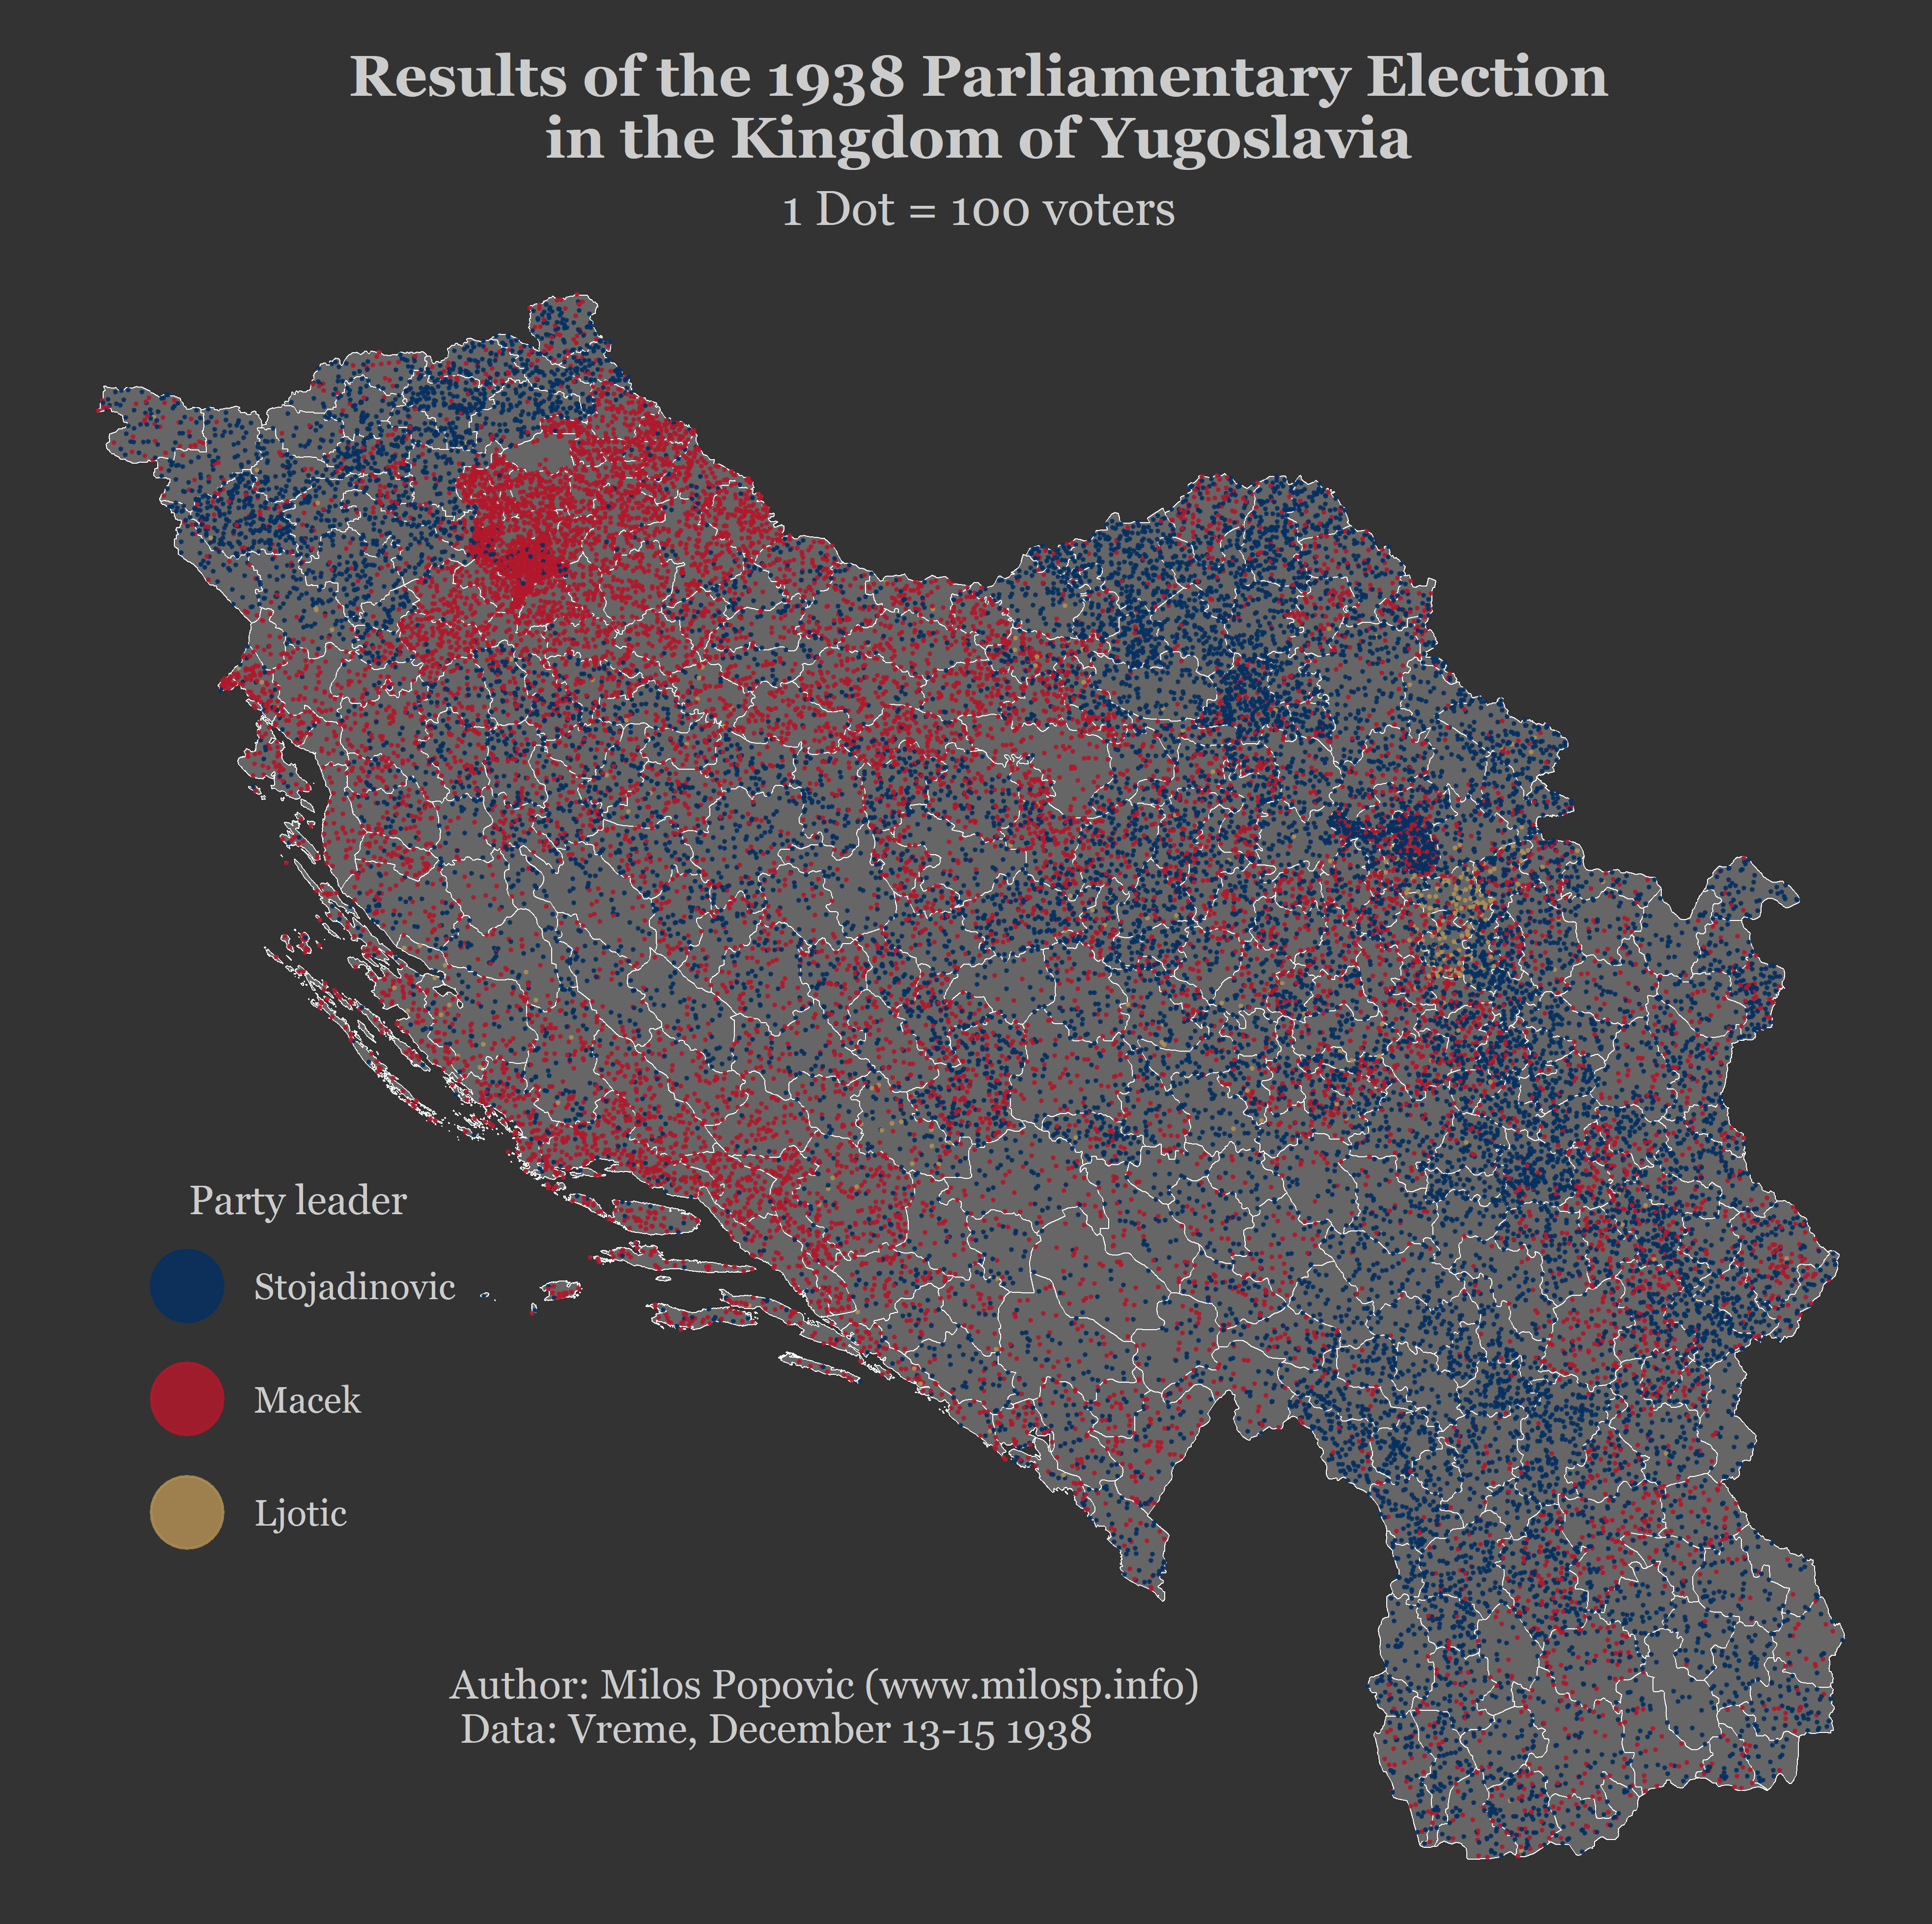 Results of the 1938 Parliamentary Election
in the Kingdom of Yugoslavia
1 Dot = 100 voters
Party leader
Stojadinovic
Macek
Ljotic
Author: Milos Popovic (www.milosp.info)
Data: Vreme, December 13-15 1938